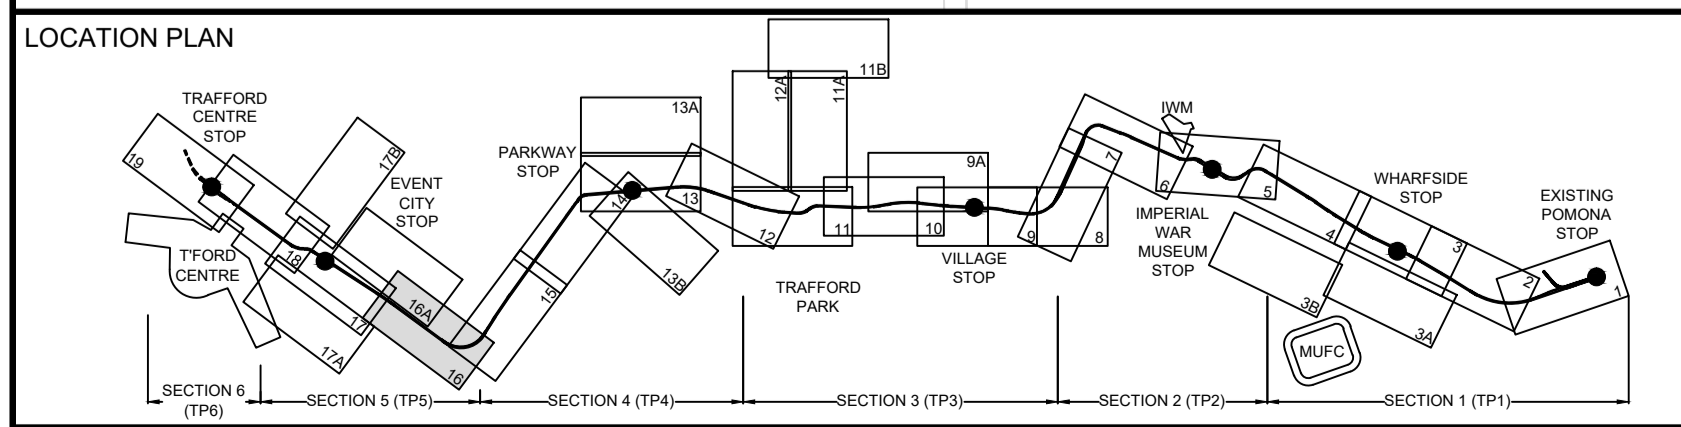 LOCATION PLAN
TRAFFORD
CENTRE
STOP
19
T'FORD
CENTRE
18
17B
EVENT
CITY
STOP
17
17A
16A
16
PARKWAY
STOP
15
14
13A
13
13B
12
12A
11A
11B
11
TRAFFORD
PARK
10
9A
VILLAGE
STOP
9
8
7
IWM
6
IMPERIAL
WAR
MUSEUM
STOP
5
4
WHARFSIDE
STOP
3
3B
3A
MUFC
2
EXISTING
POMONA
STOP
1
SECTION 6
(TP6)
SECTION 5 (TP5)
SECTION 4 (TP4)
SECTION 3 (TP3)
SECTION 2 (TP2)
SECTION 1 (TP1)